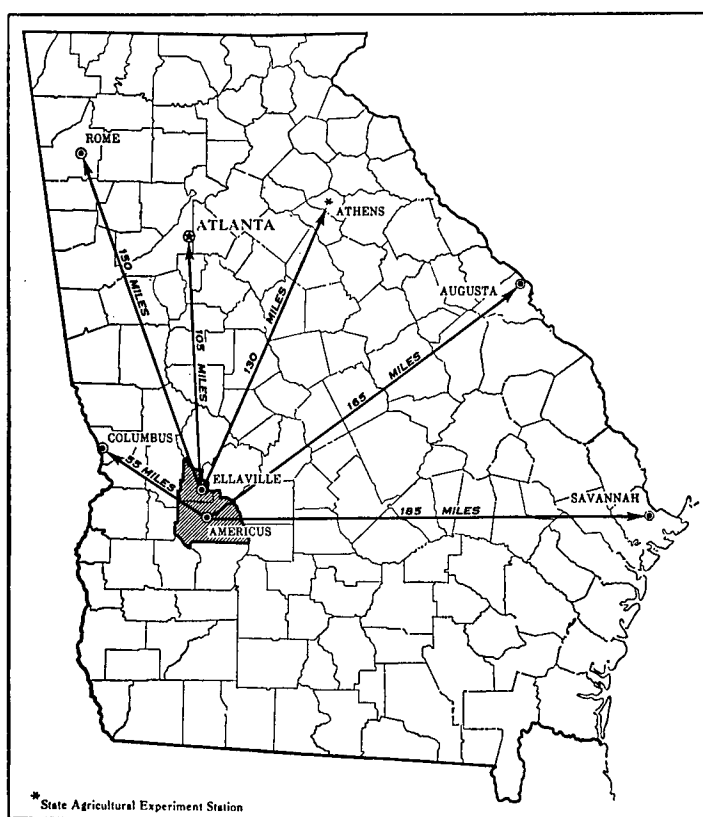 ROME
ATLANTA
* ATHENS
AUGUSTA
150 MILES
105 MILES
130 MILES
165 MILES
COLUMBUS
55 MILES
ELLAVILLE
SAVANNAH
185 MILES
AMERICUS
* State Agricultural Experiment Station